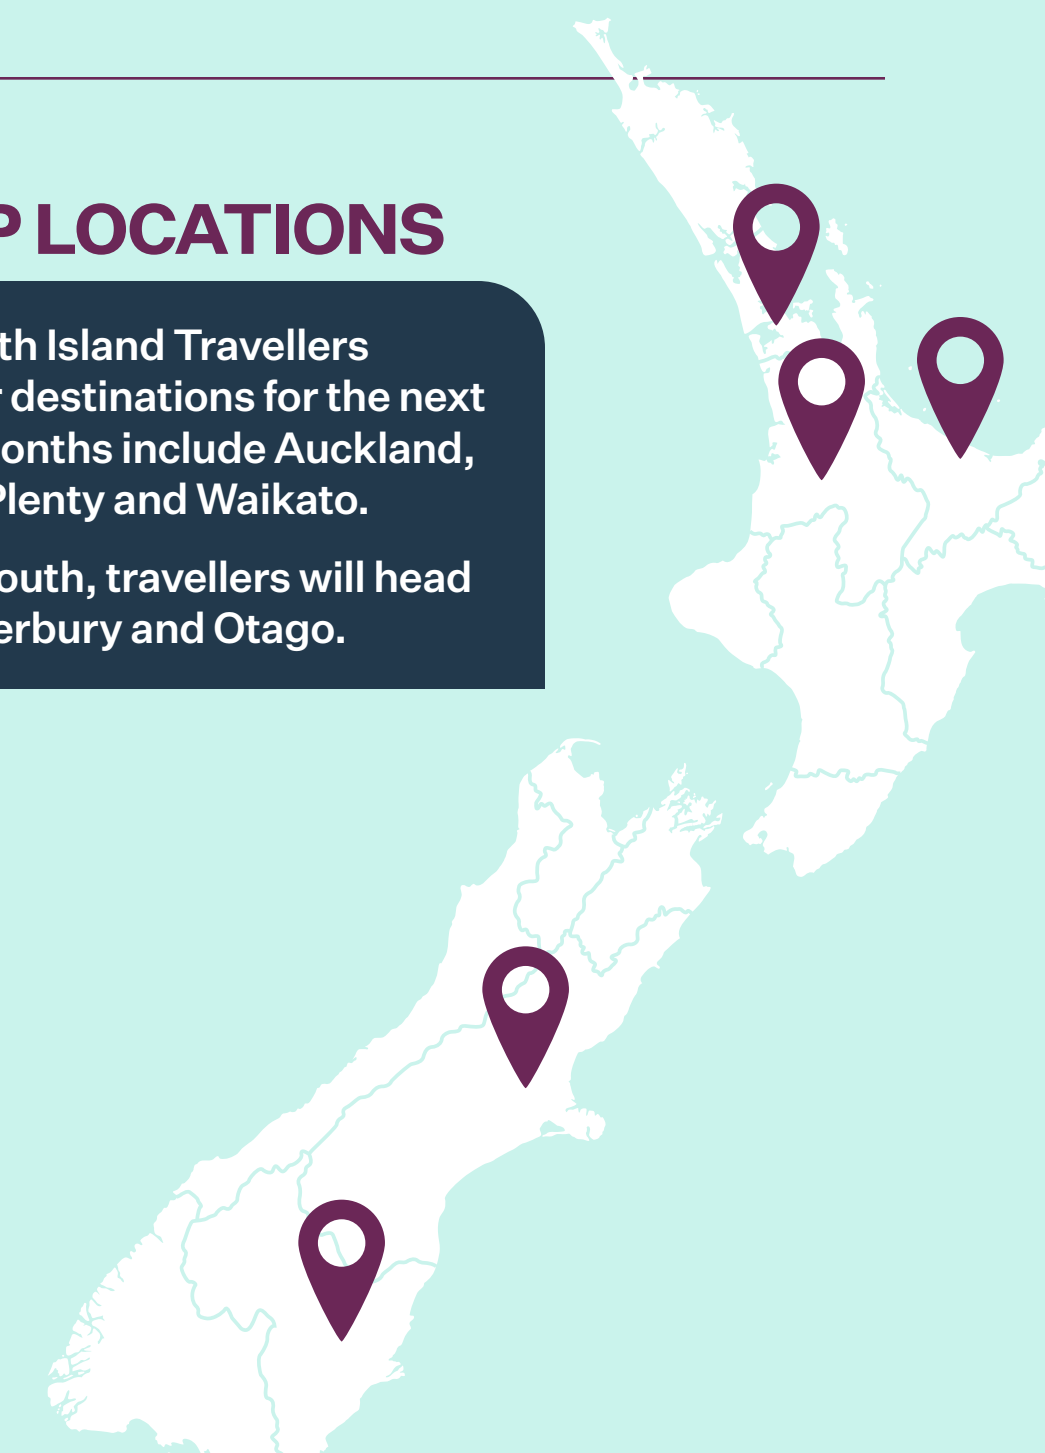 P LOCATIONS
th Island Travellers
r destinations for the next
onths include Auckland,
Plenty and Waikato.
outh, travellers will head
erbury and Otago.